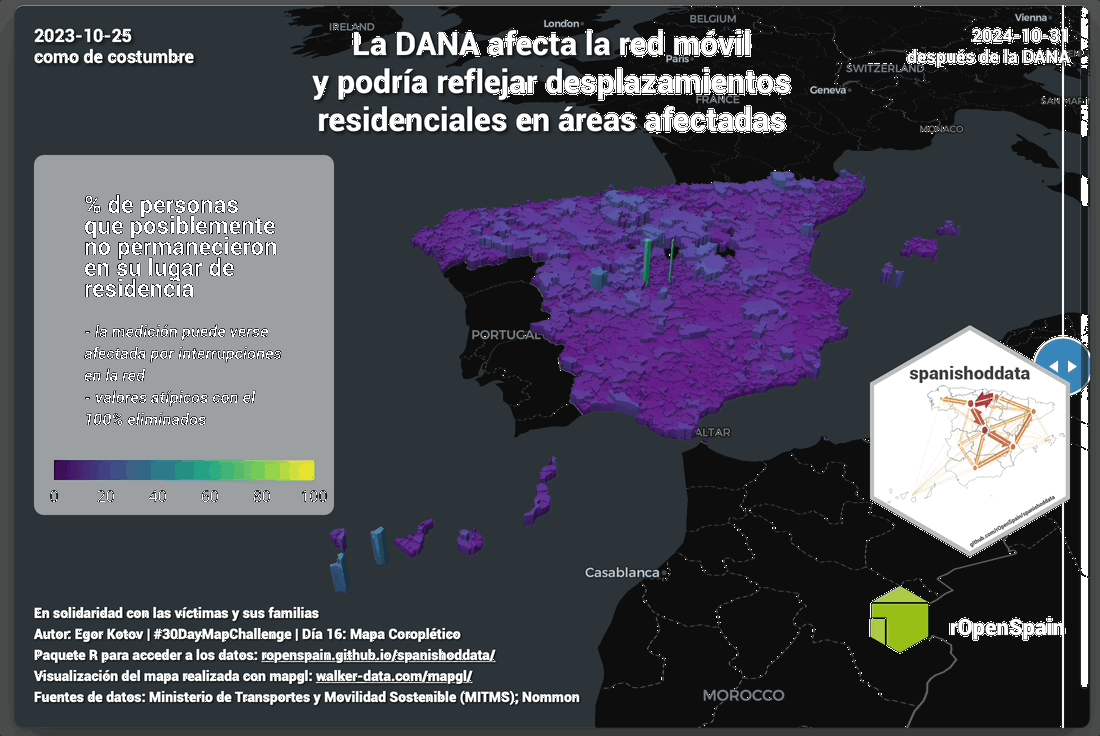 2023-10-25
como de costumbre
La DANA afecta la red móvil
y podría reflejar desplazamientos
residenciales en áreas afectadas
2024-10-31
después de la DANA
IRELAND
London
BELGIUM
Vienna
Paris
SWITZERLAND
Geneva
FRANCE
SAN MAR
MONACO
% de personas
que posiblemente
no permanecieron
en su lugar de
residencia
- la medición puede verse
afectada por interrupciones
en la red
- valores atípicos con el
100% eliminados
0 20 40 60 80 100
PORTUGAL
ALTAR
Casablanca
MOROCCO
spanishoddata
github.com/rOpenSpain/spanishoddata
rOpenSpain
En solidaridad con las víctimas y sus familias
Autor: Egor Kotov | #30DayMapChallenge | Día 16: Mapa Coroplético
Paquete R para acceder a los datos: ropenspain.github.io/spanishoddata/
Visualización del mapa realizada con mapgl: walker-data.com/mapgl/
Fuentes de datos: Ministerio de Transportes y Movilidad Sostenible (MITMS); Nommon